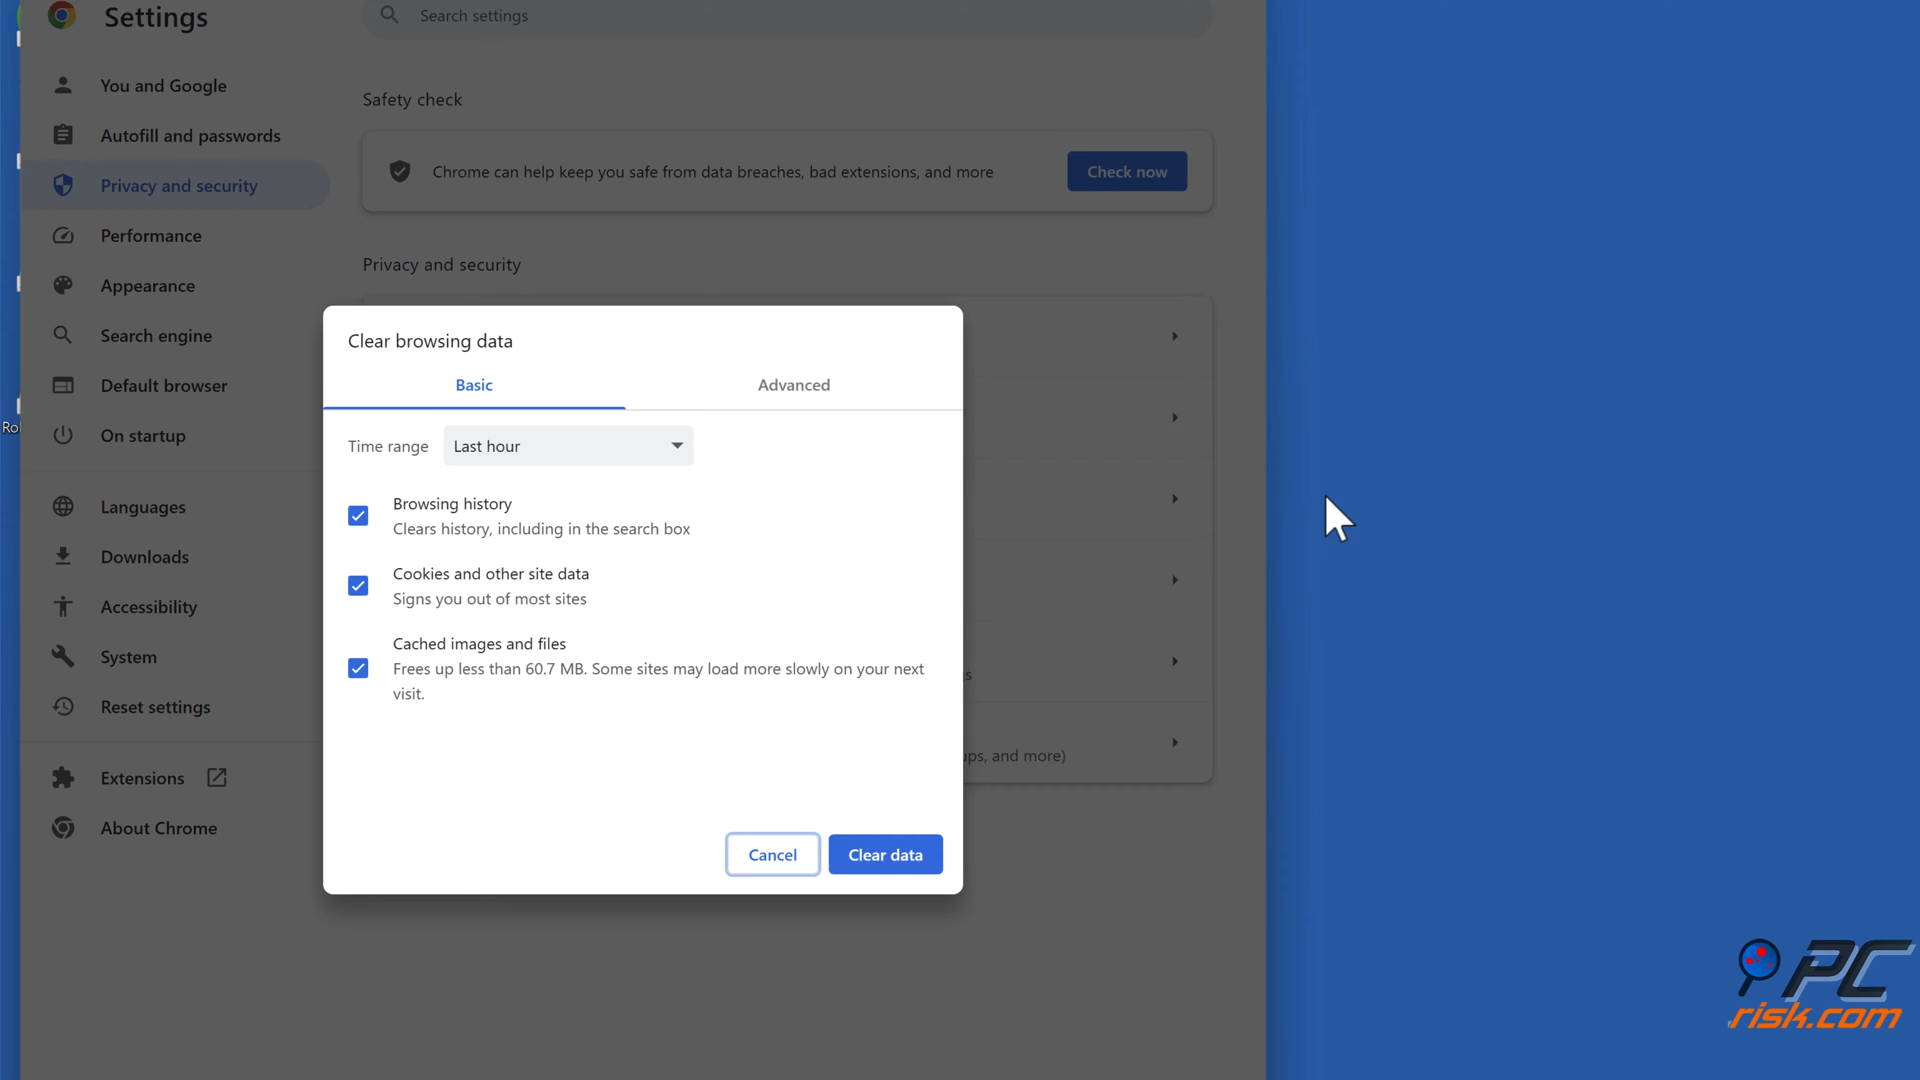 Settings
Search settings
You and Google
Autofill and passwords
Privacy and security
Performance
Appearance
Search engine
Default browser
On startup
Languages
Downloads
Accessibility
System
Reset settings
Extensions
About Chrome
Safety check
Chrome can help keep you safe from data breaches, bad extensions, and more
Check now
Privacy and security
Clear browsing data
Basic
Advanced
Time range
Last hour
Browsing history
Clears history, including in the search box
Cookies and other site data
Signs you out of most sites
Cached images and files
Frees up less than 60.7 MB. Some sites may load more slowly on your next
visit.
Cancel
Clear data
ups, and more)
PC
risk.com